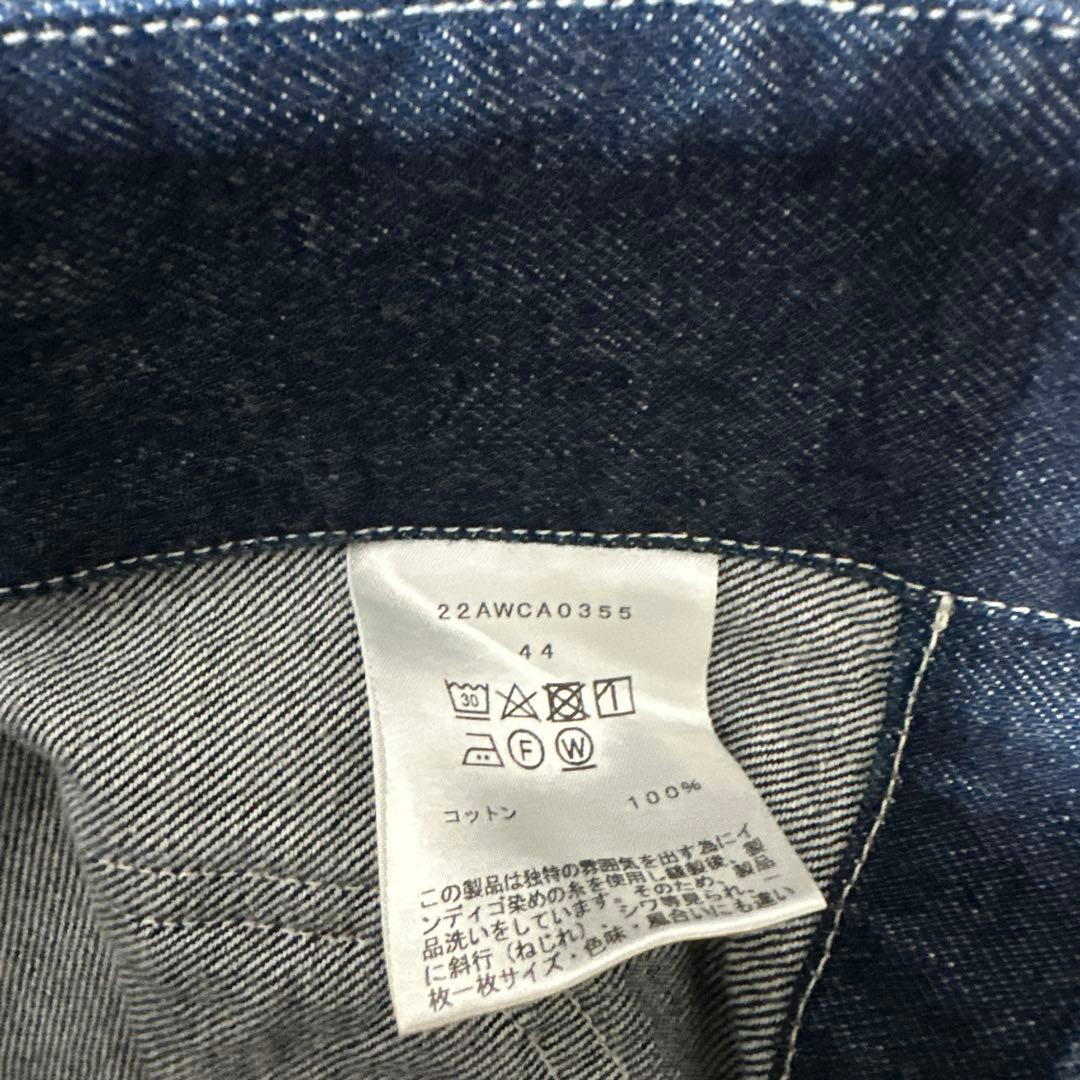 22AWCA0355
44
30
F W
コットン 100%
この製品は独特の雰囲気を出す為にイ
ンディゴ染めの糸を使用し縫製後、製
品洗いをしています。そのため、製品
に斜行（ねじれ）・シワ等見られ、一
枚一枚サイズ・色味・風合いにも違い